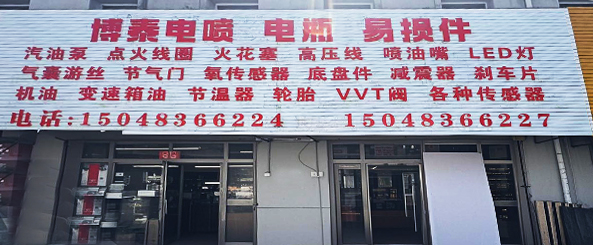 博泰电喷 电瓶 易损件
汽油泵 点火线圈 火花塞 高压线 喷油嘴 LED灯
气囊游丝 节气门 氧传感器 底盘件 减震器 刹车片
机油 变速箱油 节温器 轮胎 VVT阀 各种传感器
电话:15048366224 15048366227